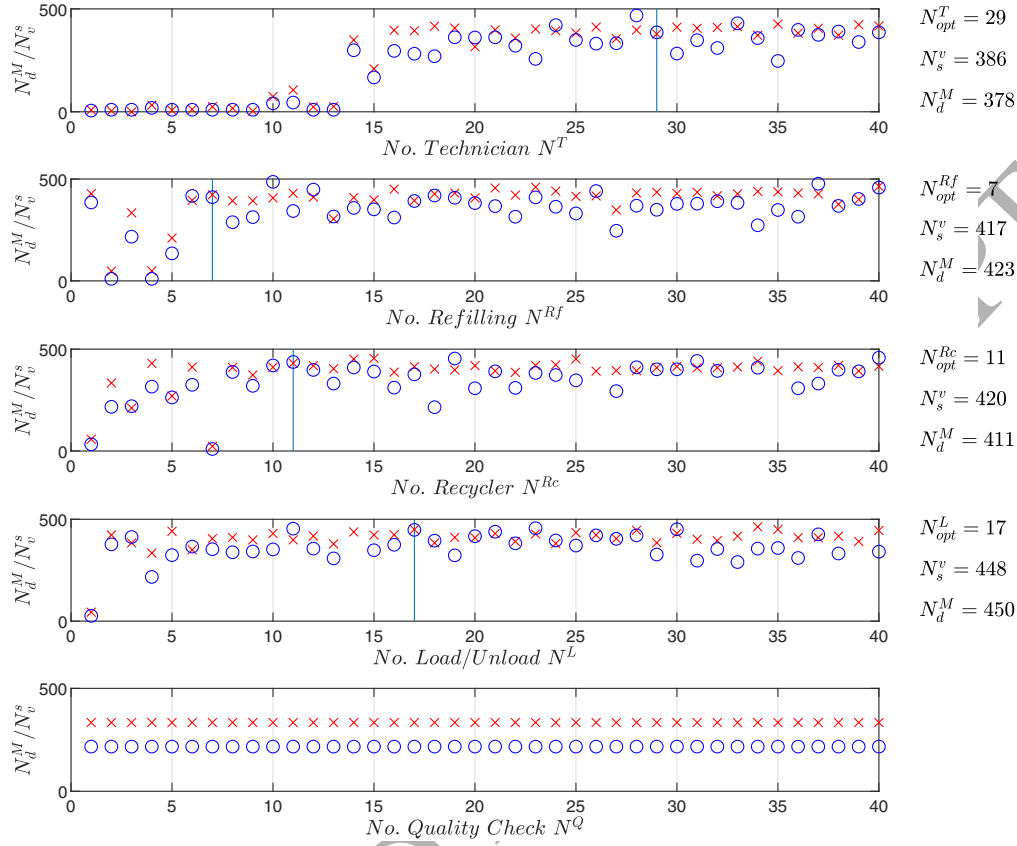 500
0
N_d^M/N_v^s
0 5 10 15 20 25 30 35 40
No. Technician N^T
N_opt^T = 29
N_s^v = 386
N_d^M = 378
500
0
N_d^M/N_v^s
0 5 10 15 20 25 30 35 40
No. Refilling N^Rf
N_opt^Rf = 7
N_s^v = 417
N_d^M = 423
500
0
N_d^M/N_v^s
0 5 10 15 20 25 30 35 40
No. Recycler N^Rc
N_opt^Rc = 11
N_s^v = 420
N_d^M = 411
500
0
N_d^M/N_v^s
0 5 10 15 20 25 30 35 40
No. Load/Unload N^L
N_opt^L = 17
N_s^v = 448
N_d^M = 450
500
0
N_d^M/N_v^s
0 5 10 15 20 25 30 35 40
No. Quality Check N^Q